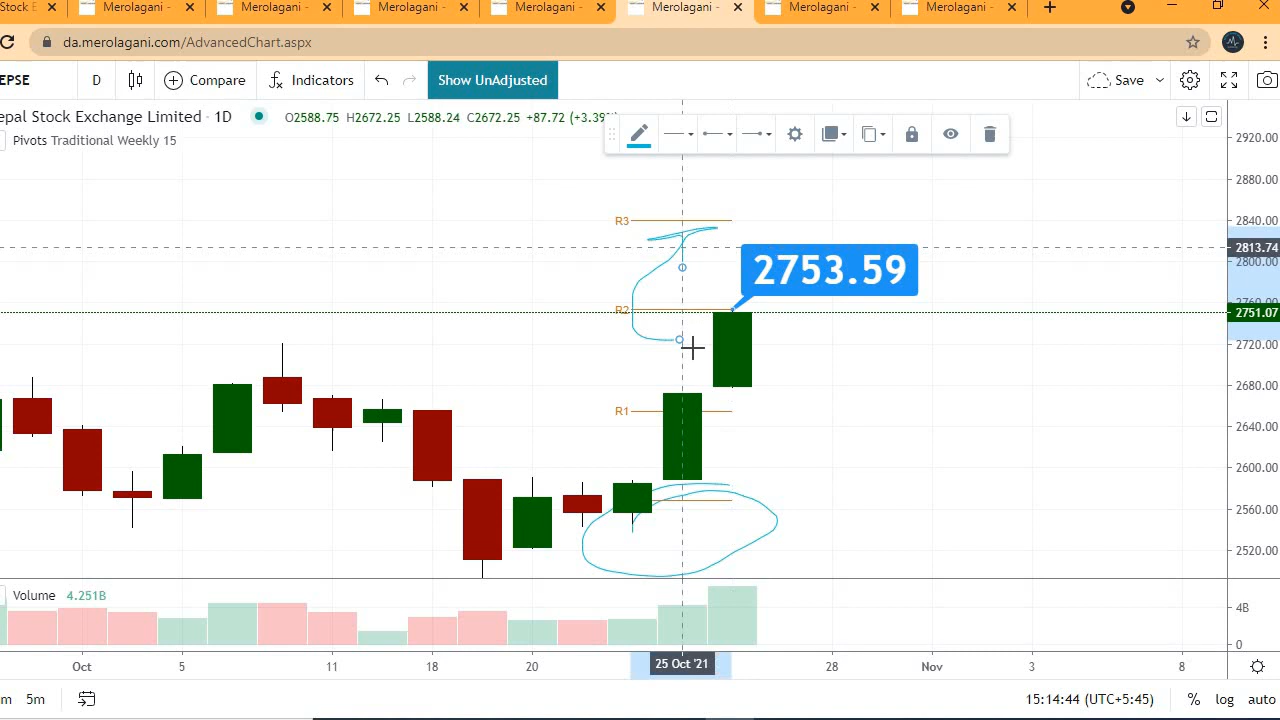 Stock E Merolagani - Merolagani - Merolagani - Merolagani - Merolagani - Merolagani - Merolagani -
da.merolagani.com/AdvancedChart.aspx
EPSE D Compare Indicators Show UnAdjusted Save
epal Stock Exchange Limited · 1D O2588.75 H2672.25 L2588.24 C2672.25 +87.72
Pivots Traditional Weekly 15
2920.00
2880.00
R3 2840.00
2813.74
2800.00
2753.59
R2
2751.07
2720.00
2680.00
R1
2640.00
2600.00
2560.00
2520.00
Volume 4.251B
4B
0
Oct 5 11 18 20 25 Oct '21 28 Nov 3 8
m 5m 15:14:44 (UTC+5:45) % log auto